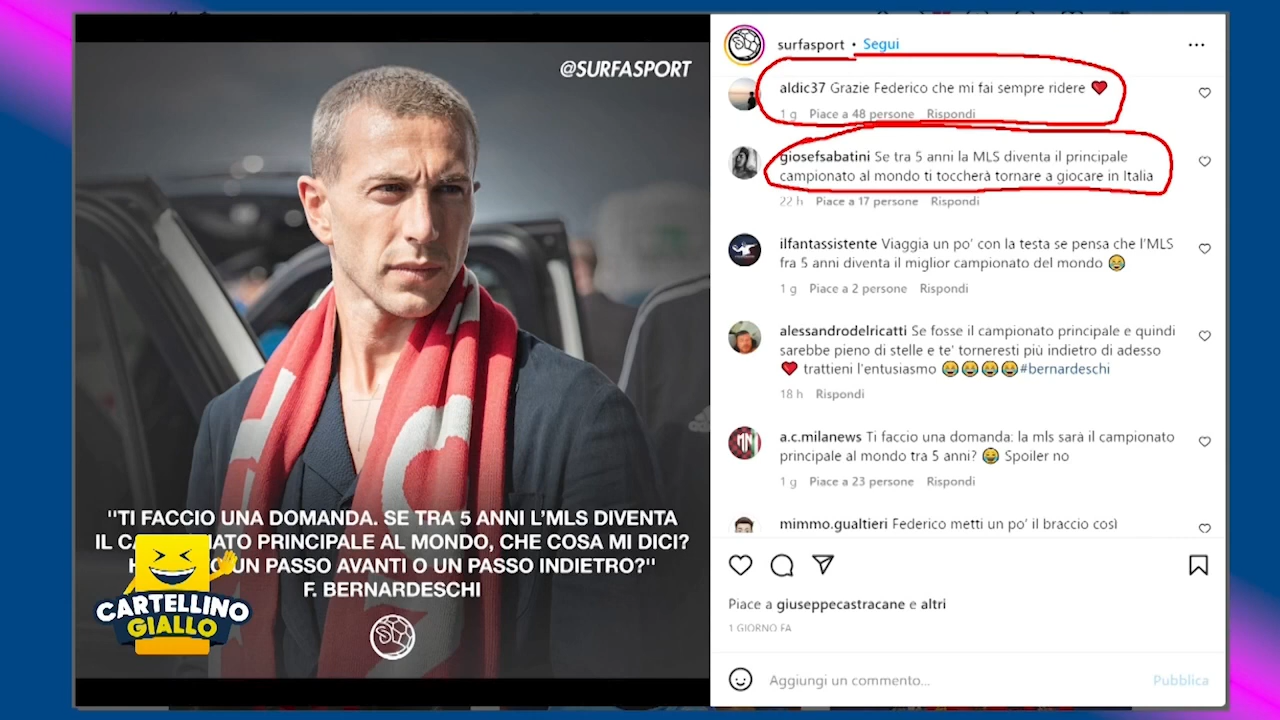 @SURFASPORT
"TI FACCIO UNA DOMANDA. SE TRA 5 ANNI L'MLS DIVENTA
IL CAMPIONATO PRINCIPALE AL MONDO, CHE COSA MI DICI?
UN PASSO AVANTI O UN PASSO INDIETRO?"
F. BERNARDESCHI
CARTELLINO
GIALLO
surfasport • Segui
aldic37 Grazie Federico che mi fai sempre ridere ❤️
1 g Piace a 48 persone Rispondi
giosefsabatini Se tra 5 anni la MLS diventa il principale
campionato al mondo ti toccherà tornare a giocare in Italia
22 h Piace a 17 persone Rispondi
ilfantassistente Viaggia un po' con la testa se pensa che l'MLS
fra 5 anni diventa il miglior campionato del mondo 😂
1 g Piace a 2 persone Rispondi
alessandrodelricatti Se fosse il campionato principale e quindi
sarebbe pieno di stelle e te' torneresti più indietro di adesso
❤️ trattieni l'entusiasmo 😂😂😂😂#bernardeschi
18 h Rispondi
a.c.milanews Ti faccio una domanda: la mls sarà il campionato
principale al mondo tra 5 anni? 😂 Spoiler no
1 g Piace a 23 persone Rispondi
mimmo.gualtieri Federico metti un po' il braccio così
Piace a giuseppecastracane e altri
1 GIORNO FA
Aggiungi un commento...
Pubblica